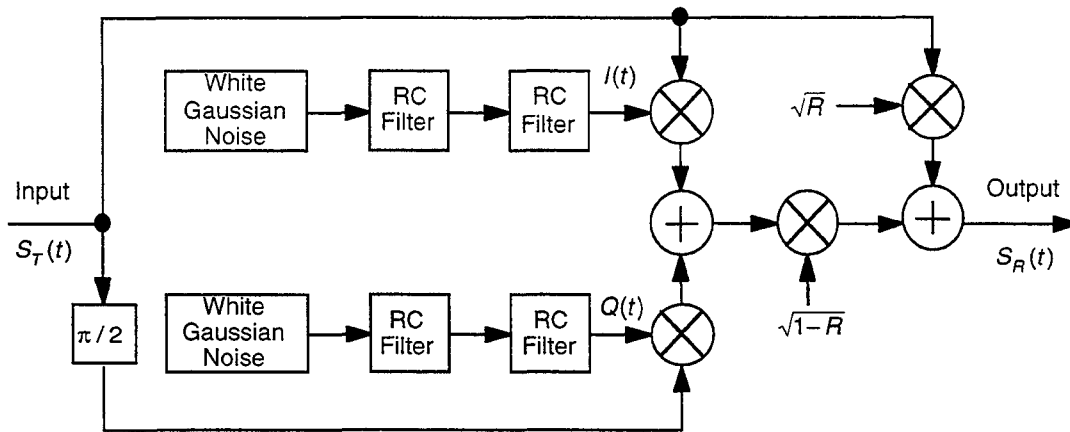 White
Gaussian
Noise
RC
Filter
RC
Filter
I(t)
√R
Input
S_T(t)
Output
S_R(t)
π/2
White
Gaussian
Noise
RC
Filter
RC
Filter
Q(t)
√1−R